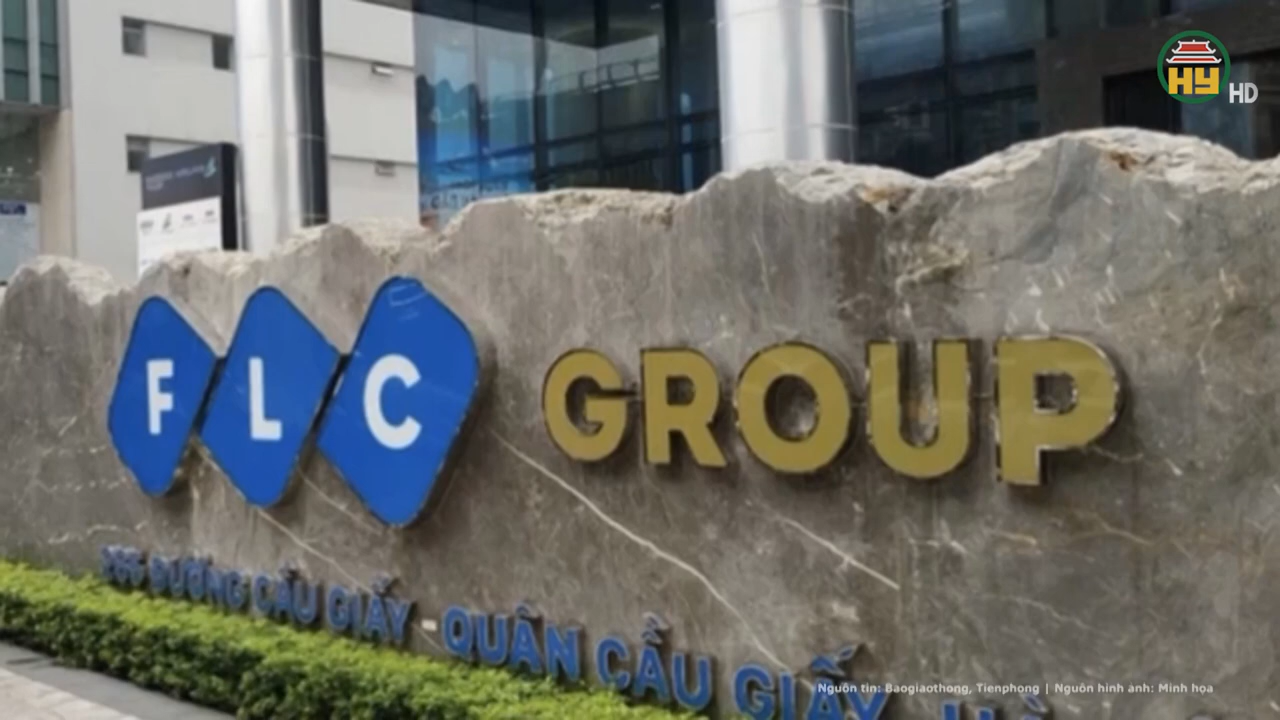 HY HD
FLC GROUP
265 ĐƯỜNG CẦU GIẤY - QUẬN CẦU GIẤY
Nguồn tin: Baogiaothong, Tienphong | Nguồn hình ảnh: Minh họa